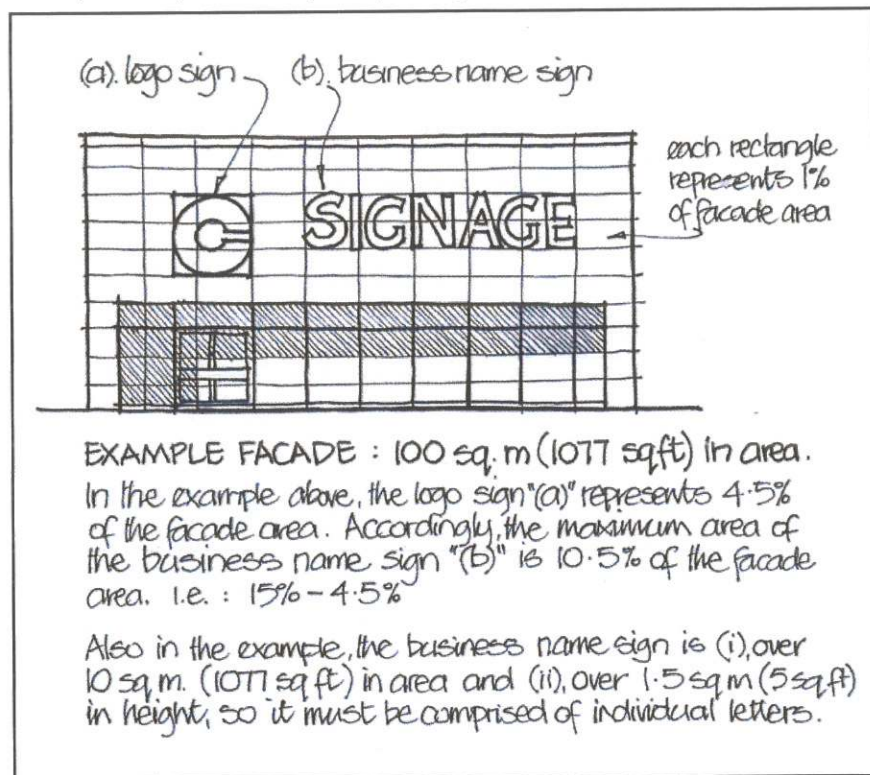 (a). logo sign (b). business name sign
each rectangle
represents 1%
of facade area
SIGNAGE
EXAMPLE FACADE : 100 sq. m (1077 sq ft) in area.
In the example above, the logo sign "(a)" represents 4.5%
of the facade area. Accordingly, the maximum area of
the business name sign "(b)" is 10.5% of the facade
area. i.e. : 15% - 4.5%
Also in the example, the business name sign is (i), over
10 sq m. (1077 sq ft) in area and (ii), over 1.5 sq m (5 sq ft)
in height, so it must be comprised of individual letters.